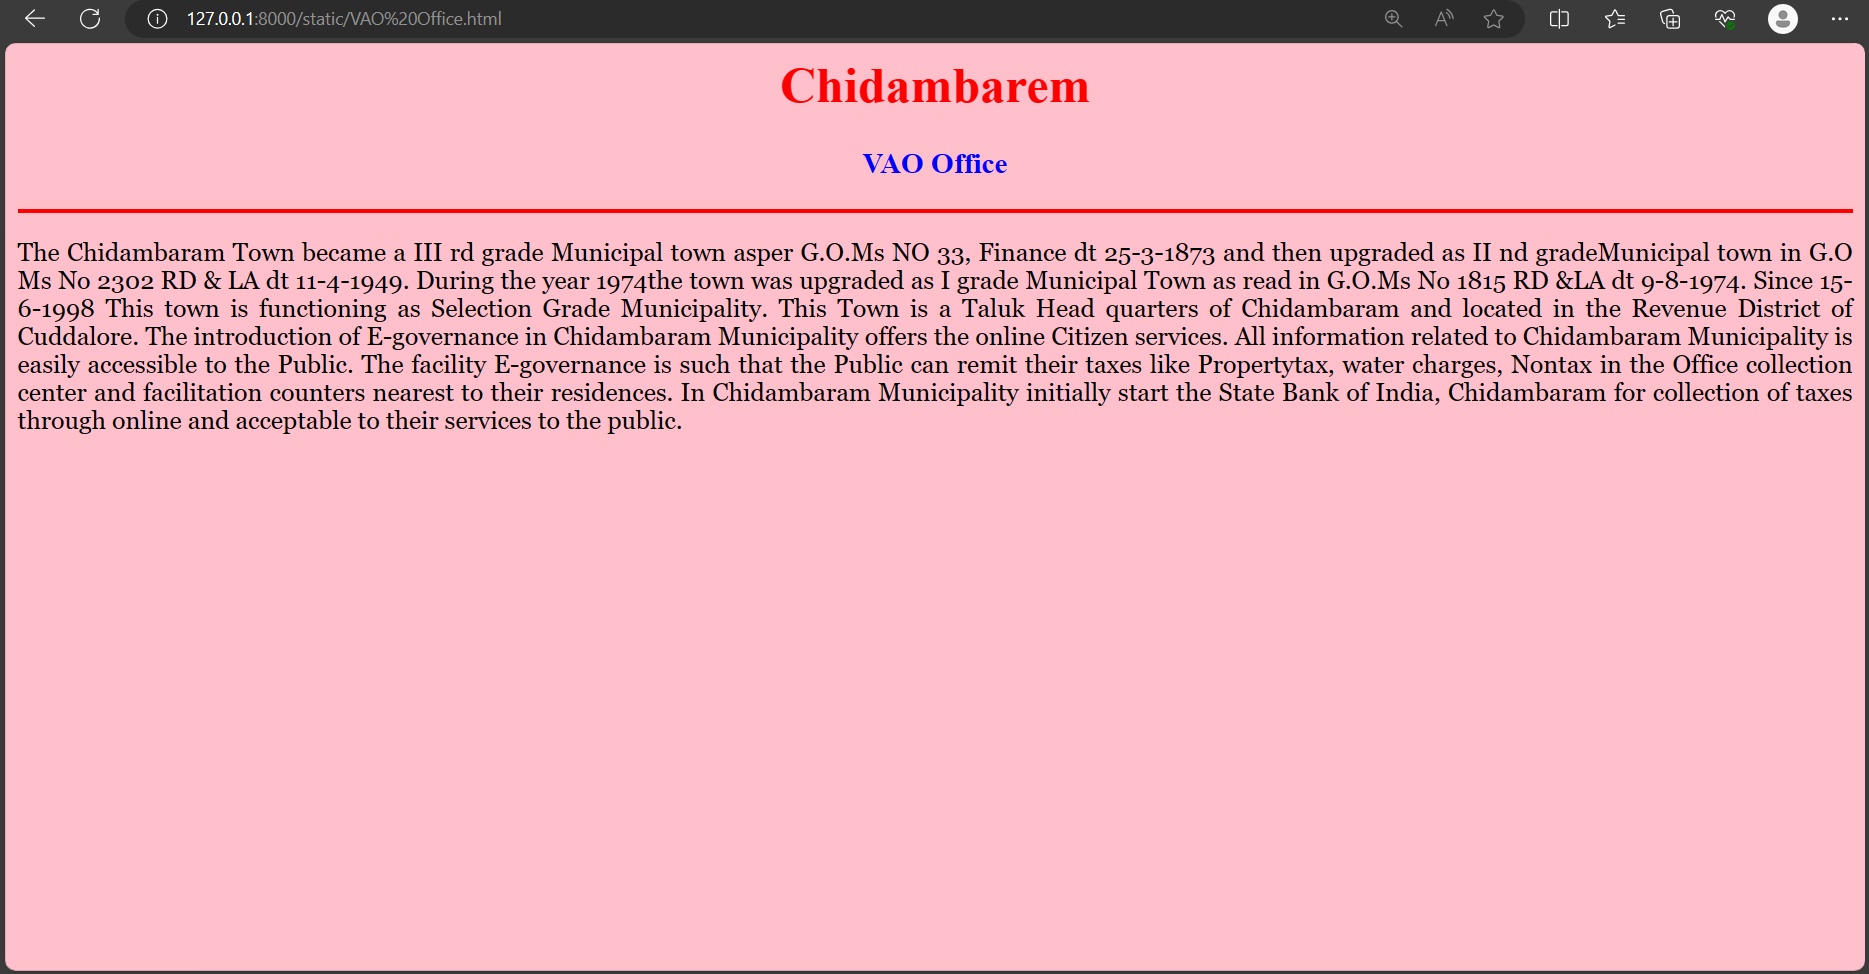 127.0.0.1:8000/static/VAO%20Office.html
Chidambarem
VAO Office
The Chidambaram Town became a III rd grade Municipal town asper G.O.Ms NO 33, Finance dt 25-3-1873 and then upgraded as II nd gradeMunicipal town in G.O
Ms No 2302 RD & LA dt 11-4-1949. During the year 1974the town was upgraded as I grade Municipal Town as read in G.O.Ms No 1815 RD &LA dt 9-8-1974. Since 15-
6-1998 This town is functioning as Selection Grade Municipality. This Town is a Taluk Head quarters of Chidambaram and located in the Revenue District of
Cuddalore. The introduction of E-governance in Chidambaram Municipality offers the online Citizen services. All information related to Chidambaram Municipality is
easily accessible to the Public. The facility E-governance is such that the Public can remit their taxes like Propertytax, water charges, Nontax in the Office collection
center and facilitation counters nearest to their residences. In Chidambaram Municipality initially start the State Bank of India, Chidambaram for collection of taxes
through online and acceptable to their services to the public.